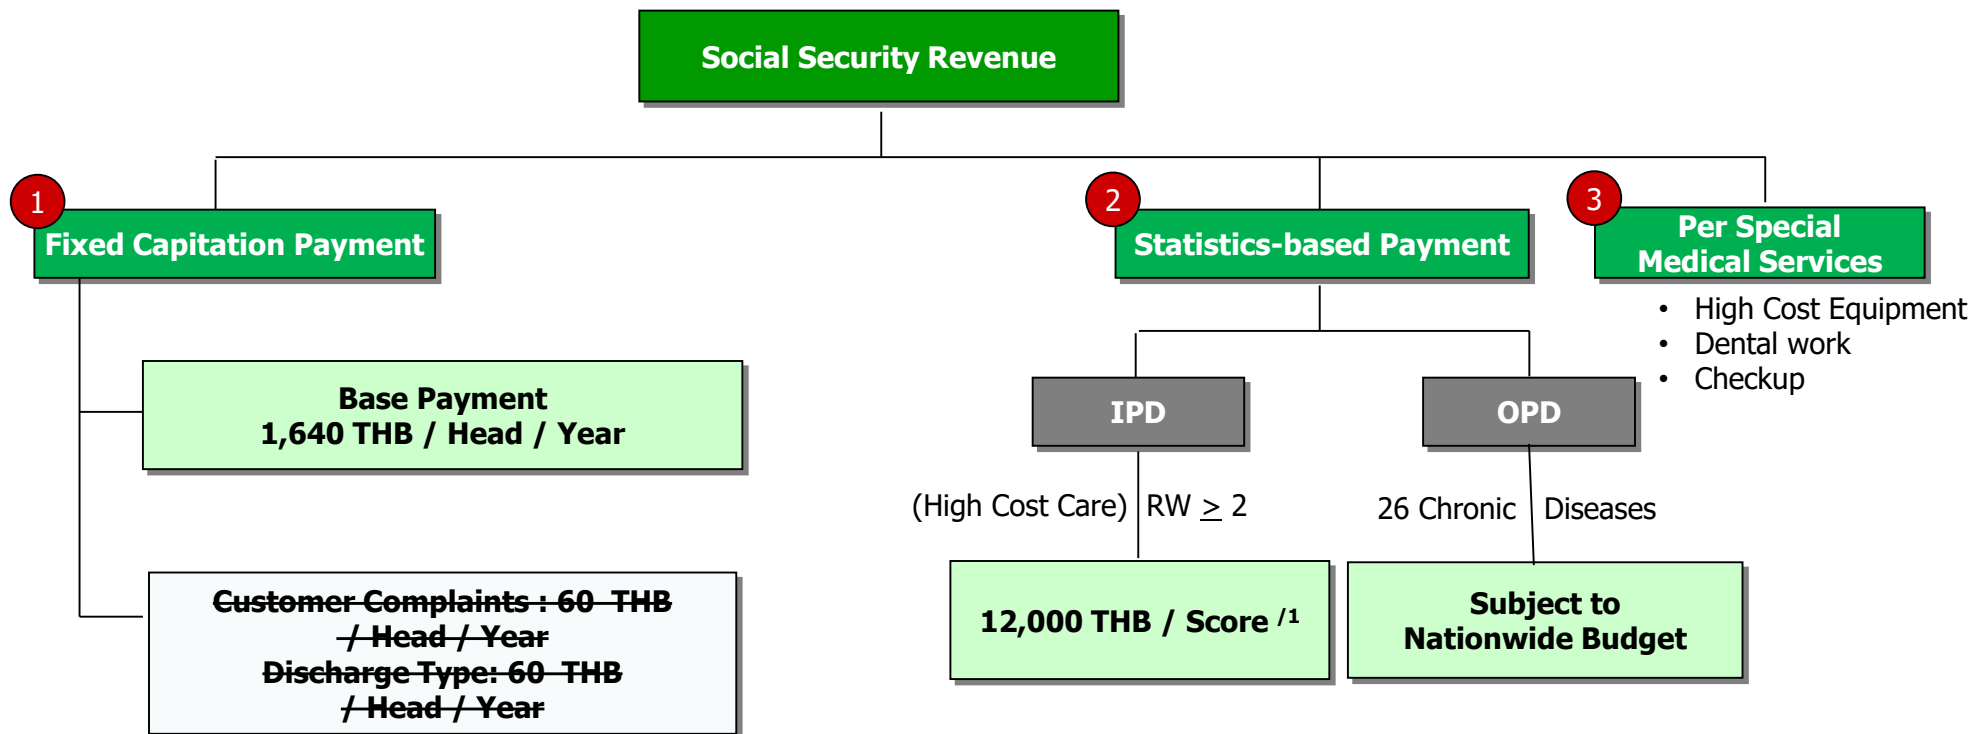 Social Security Revenue
1
Fixed Capitation Payment
2
Statistics-based Payment
3
Per Special
Medical Services
• High Cost Equipment
• Dental work
• Checkup
Base Payment
1,640 THB / Head / Year
IPD
OPD
(High Cost Care) RW ≥ 2
26 Chronic Diseases
Customer Complaints : 60 THB
/ Head / Year
Discharge Type: 60 THB
/ Head / Year
12,000 THB / Score /1
Subject to
Nationwide Budget